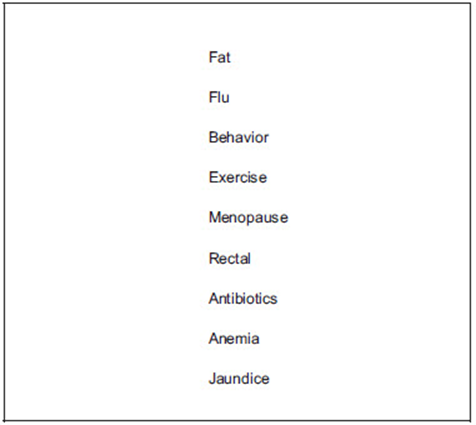 Fat
Flu
Behavior
Exercise
Menopause
Rectal
Antibiotics
Anemia
Jaundice